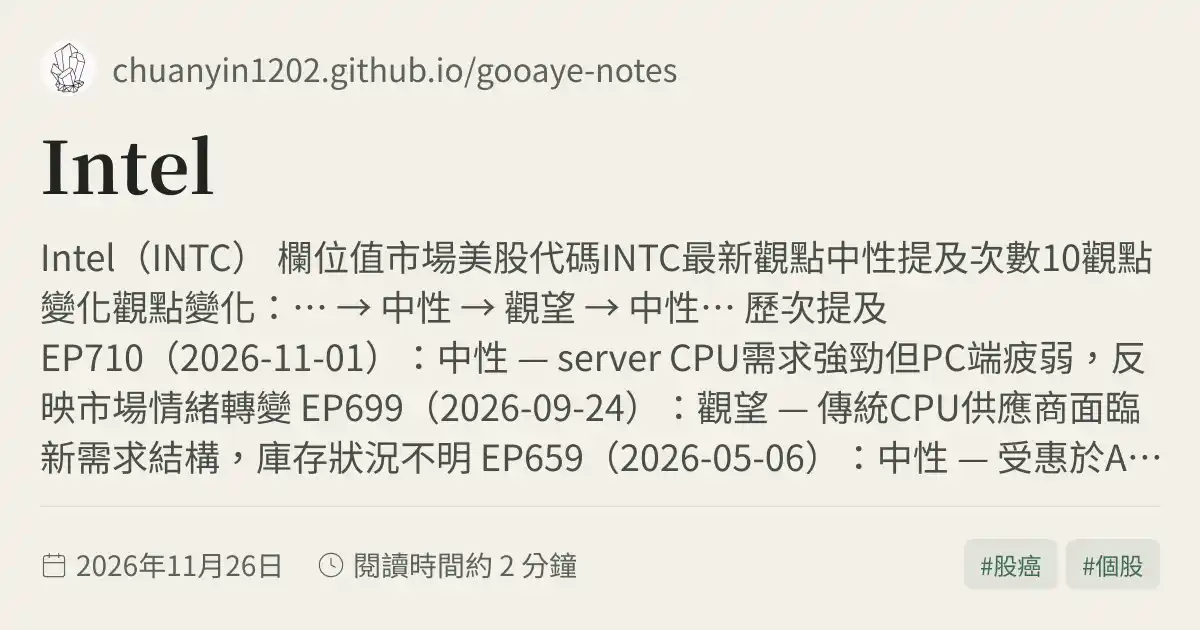 chuanyin1202.github.io/gooaye-notes
Intel
Intel（INTC） 欄位值市場美股代碼INTC最新觀點中性提及次數10觀點
變化觀點變化：… → 中性 → 觀望 → 中性… 歷次提及
EP710（2026-11-01）：中性 — server CPU需求強勁但PC端疲弱，反
映市場情緒轉變 EP699（2026-09-24）：觀望 — 傳統CPU供應商面臨
新需求結構，庫存狀況不明 EP659（2026-05-06）：中性 — 受惠於A…
2026年11月26日 閱讀時間約 2 分鐘 #股癌 #個股